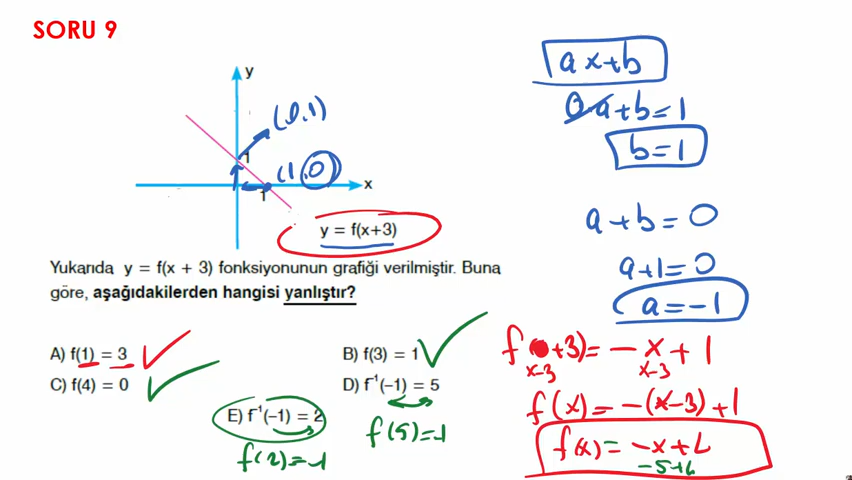 SORU 9
y
(0,1)
1
(1,0)
x
1
y = f(x+3)
Yukarıda y = f(x + 3) fonksiyonunun grafiği verilmiştir. Buna
göre, aşağıdakilerden hangisi yanlıştır?
A) f(1) = 3
B) f(3) = 1
C) f(4) = 0
D) f⁻¹(-1) = 5
f(5)=-1
E) f⁻¹(-1) = 2
f(2)=-1
ax+b
0.a+b=1
b=1
a+b=0
a+1=0
a=-1
f( +3)= -x+1
x-3 x-3
f(x)= -(x-3)+1
f(x)= -x+4
-5+4